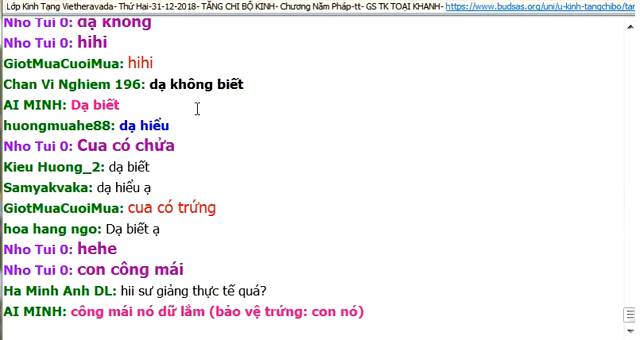 Lớp Kinh Tạng Vietheravada- Thứ Hai-31-12-2018- TĂNG CHI BỘ KINH- Chương Năm Pháp-tt- GS TK TOẠI KHANH- https://www.budsas.org/uni/u-kinh-tangchibo/tan
Nho Tui 0: dạ không
Nho Tui 0: hihi
GiotMuaCuoiMua: hihi
Chan Vi Nghiem 196: dạ không biết
AI MINH: Dạ biết
huongmuahe88: dạ hiểu
Nho Tui 0: Cua có chửa
Kieu Huong_2: dạ biết
Samyakvaka: dạ hiểu ạ
GiotMuaCuoiMua: cua có trứng
hoa hang ngo: Dạ biết ạ
Nho Tui 0: hehe
Nho Tui 0: con công mái
Ha Minh Anh DL: hii sư giảng thực tế quá?
AI MINH: công mái nó dữ lắm (bảo vệ trứng: con nó)